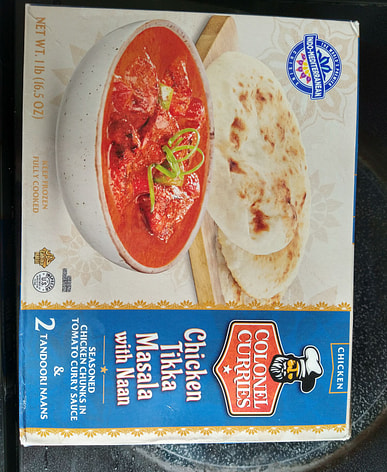 CHICKEN
COLONEL
CURRIES
Chicken
Tikka
Masala
with Naan
SEASONED
CHICKEN CHUNKS IN
TOMATO CURRY SAUCE
&
2 TANDOORI NAANS
INDO-MEDITERRANEAN
KEEP FROZEN
FULLY COOKED
NET WT. 1 lb (16.5 OZ)